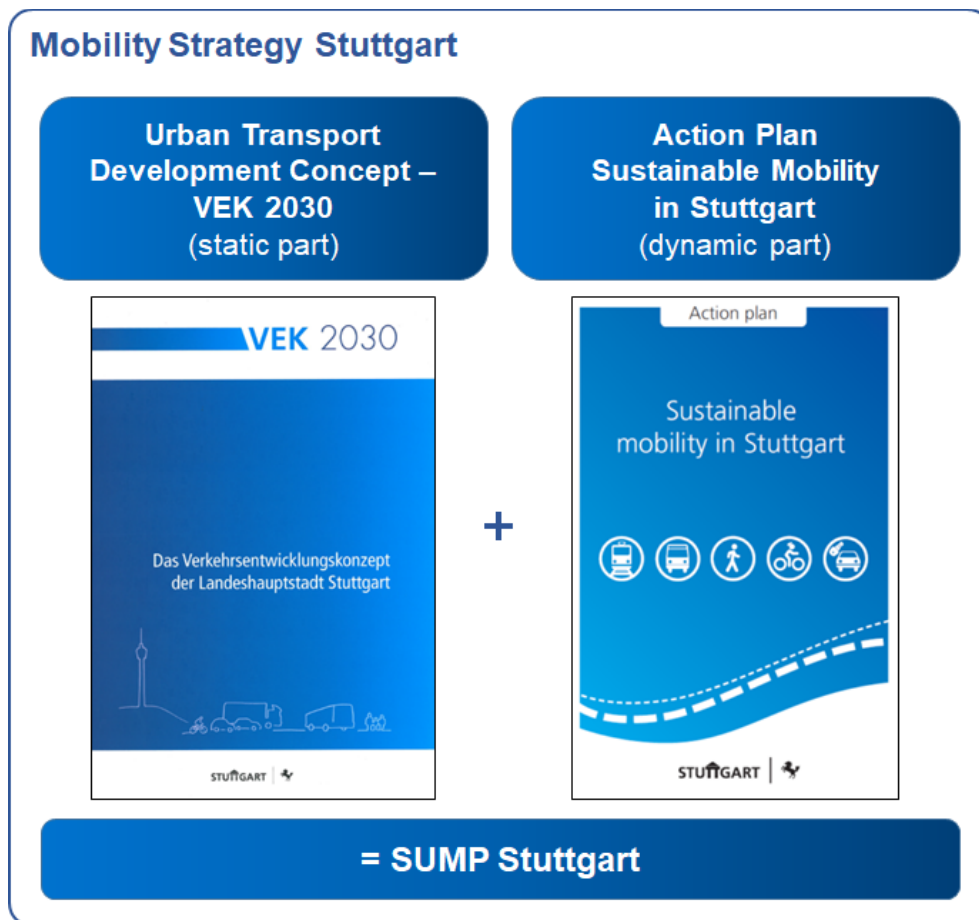 Mobility Strategy Stuttgart
Urban Transport
Development Concept –
VEK 2030
(static part)
Action Plan
Sustainable Mobility
in Stuttgart
(dynamic part)
VEK 2030
Das Verkehrsentwicklungskonzept
der Landeshauptstadt Stuttgart
STUTTGART
+
Action plan
Sustainable
mobility in Stuttgart
STUTTGART
= SUMP Stuttgart